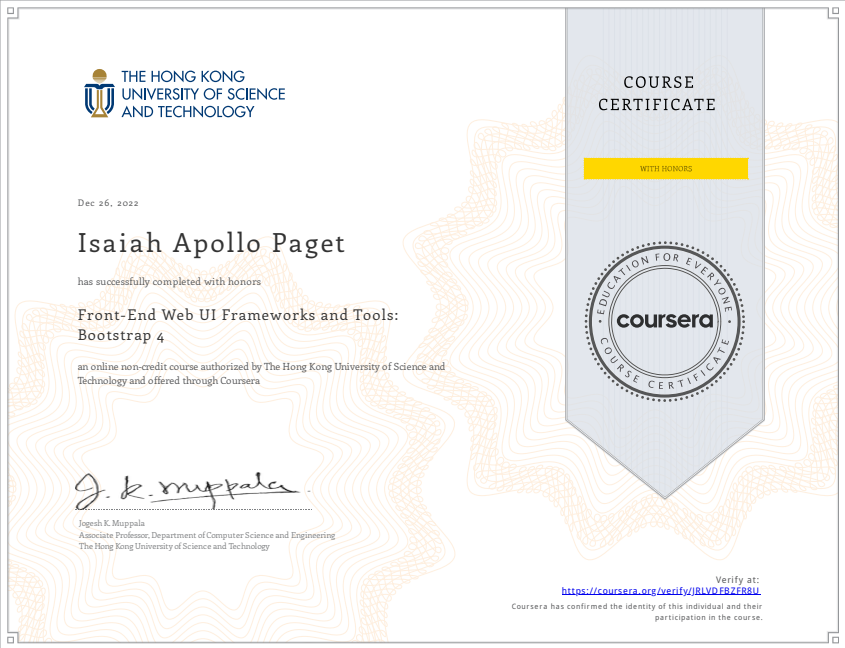 THE HONG KONG
UNIVERSITY OF SCIENCE
AND TECHNOLOGY
COURSE
CERTIFICATE
WITH HONORS
Dec 26, 2022
Isaiah Apollo Paget
has successfully completed with honors
Front-End Web UI Frameworks and Tools:
Bootstrap 4
an online non-credit course authorized by The Hong Kong University of Science and
Technology and offered through Coursera
EDUCATION FOR EVERYONE
coursera
COURSE CERTIFICATE
J. K. Muppala
Jogesh K. Muppala
Associate Professor, Department of Computer Science and Engineering
The Hong Kong University of Science and Technology
Verify at:
https://coursera.org/verify/JRLVDFBZFR8U
Coursera has confirmed the identity of this individual and their
participation in the course.